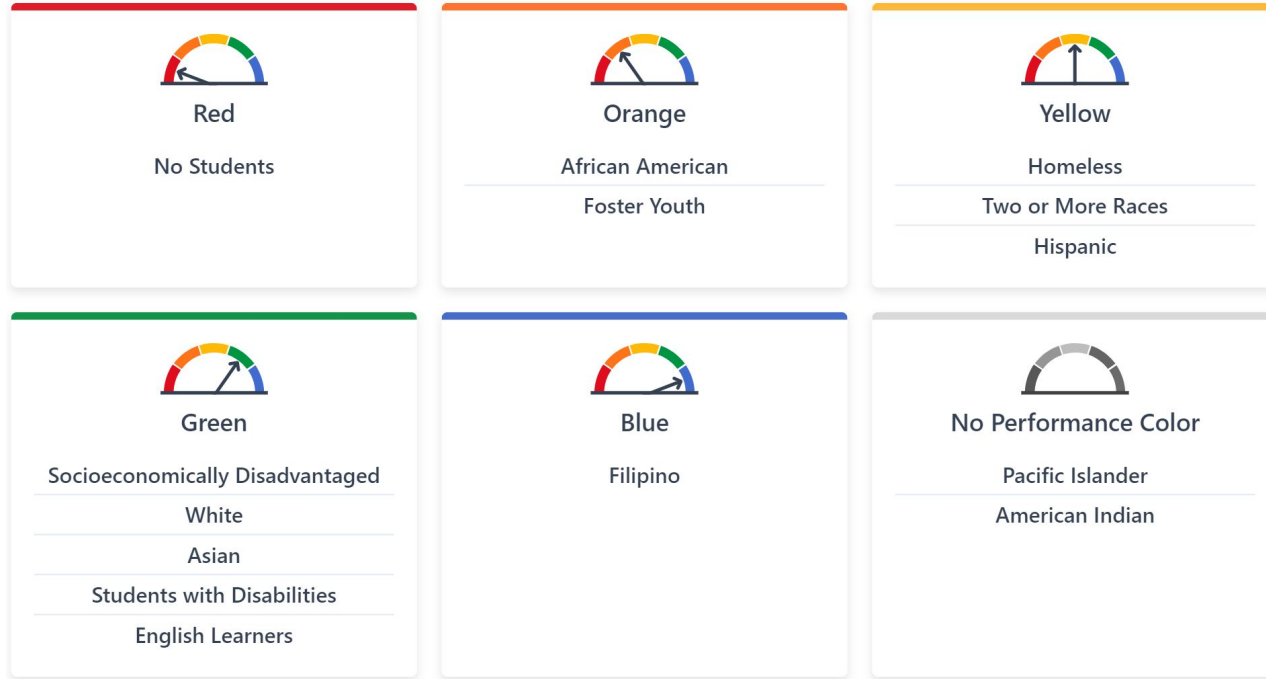 Red
No Students
Orange
African American
Foster Youth
Yellow
Homeless
Two or More Races
Hispanic
Green
Socioeconomically Disadvantaged
White
Asian
Students with Disabilities
English Learners
Blue
Filipino
No Performance Color
Pacific Islander
American Indian